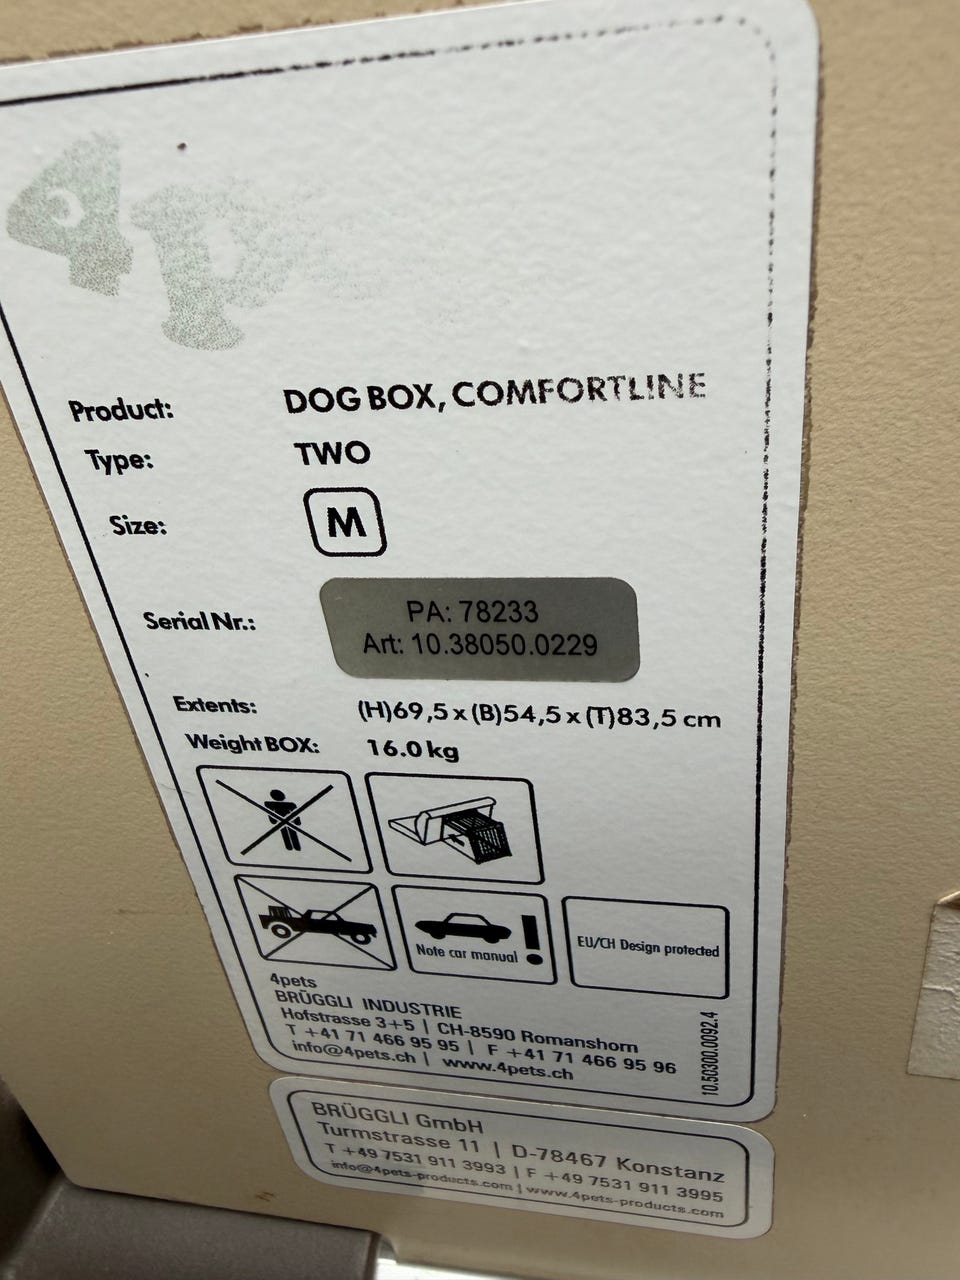 4P
Product: DOG BOX, COMFORTLINE
Type: TWO
Size: M
Serial Nr.: PA: 78233
Art: 10.38050.0229
Extents: (H)69,5 x (B)54,5 x (T)83,5 cm
Weight BOX: 16.0 kg
Note car manual !
EU/CH Design protected
4pets
BRÜGGLI INDUSTRIE
Hofstrasse 3+5 | CH-8590 Romanshorn
T +41 71 466 95 95 | F +41 71 466 95 96
info@4pets.ch | www.4pets.ch
10.50300.0092.4
BRÜGGLI GmbH
Turmstrasse 11 | D-78467 Konstanz
T +49 7531 911 3993 | F +49 7531 911 3995
info@4pets-products.com | www.4pets-products.com